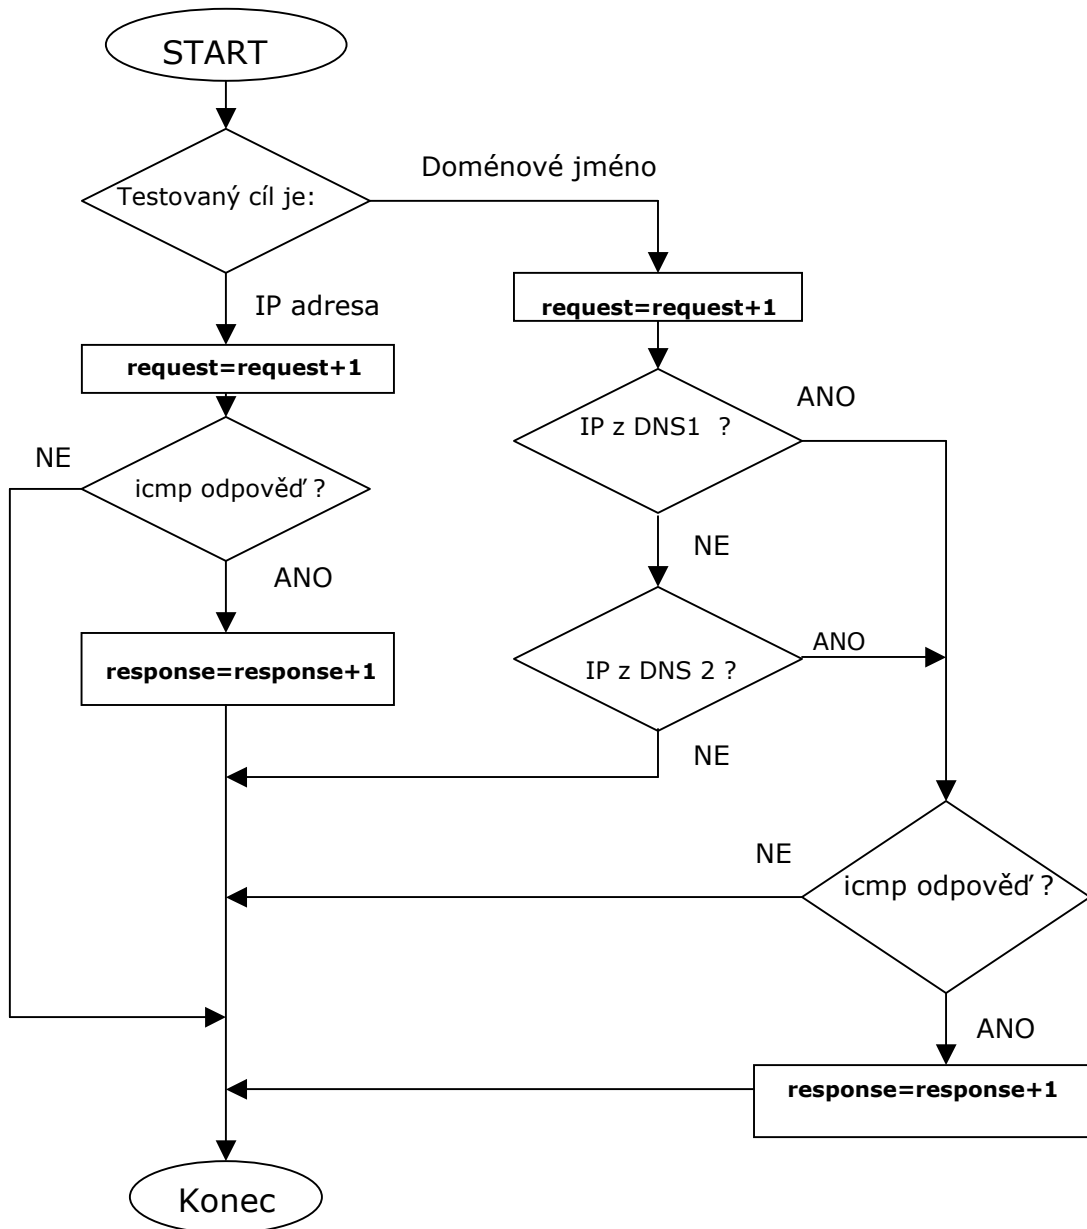 START
Doménové jméno
Testovaný cíl je:
IP adresa
request=request+1
request=request+1
ANO
IP z DNS1 ?
NE
icmp odpověď ?
NE
ANO
ANO
response=response+1
IP z DNS 2 ?
NE
NE
icmp odpověď ?
ANO
response=response+1
Konec